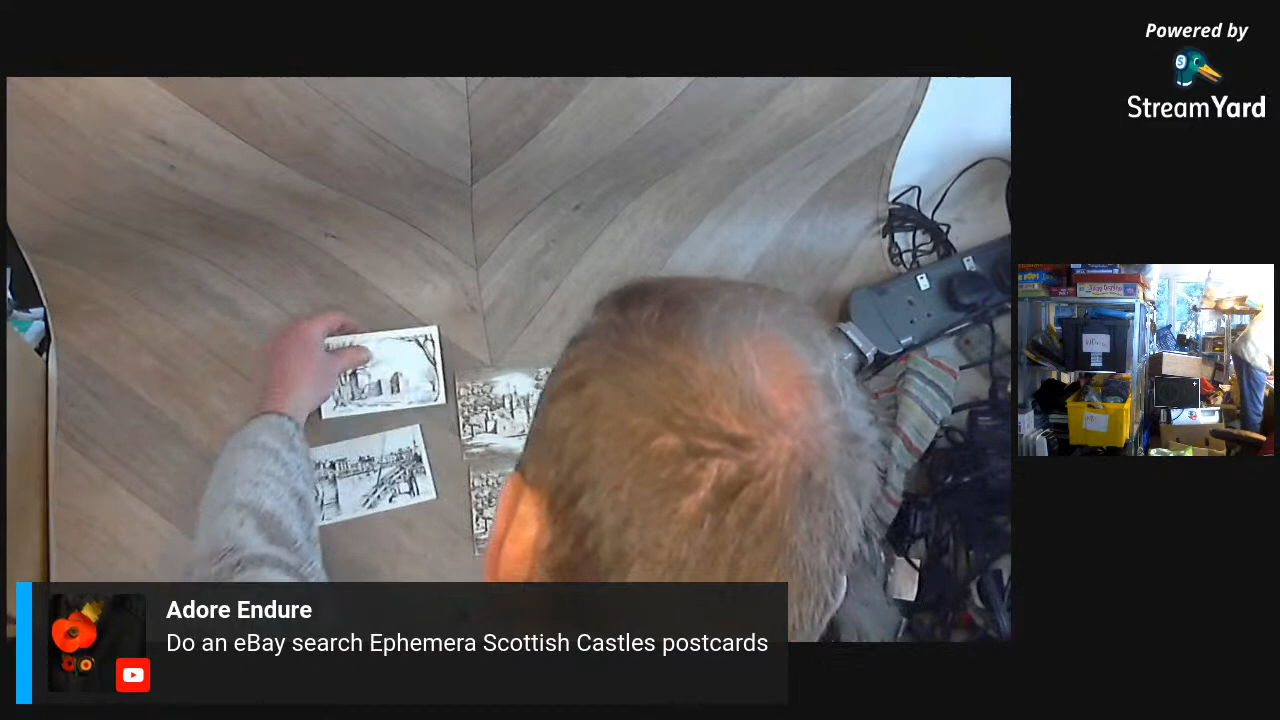 Powered by
StreamYard
Adore Endure
Do an eBay search Ephemera Scottish Castles postcards